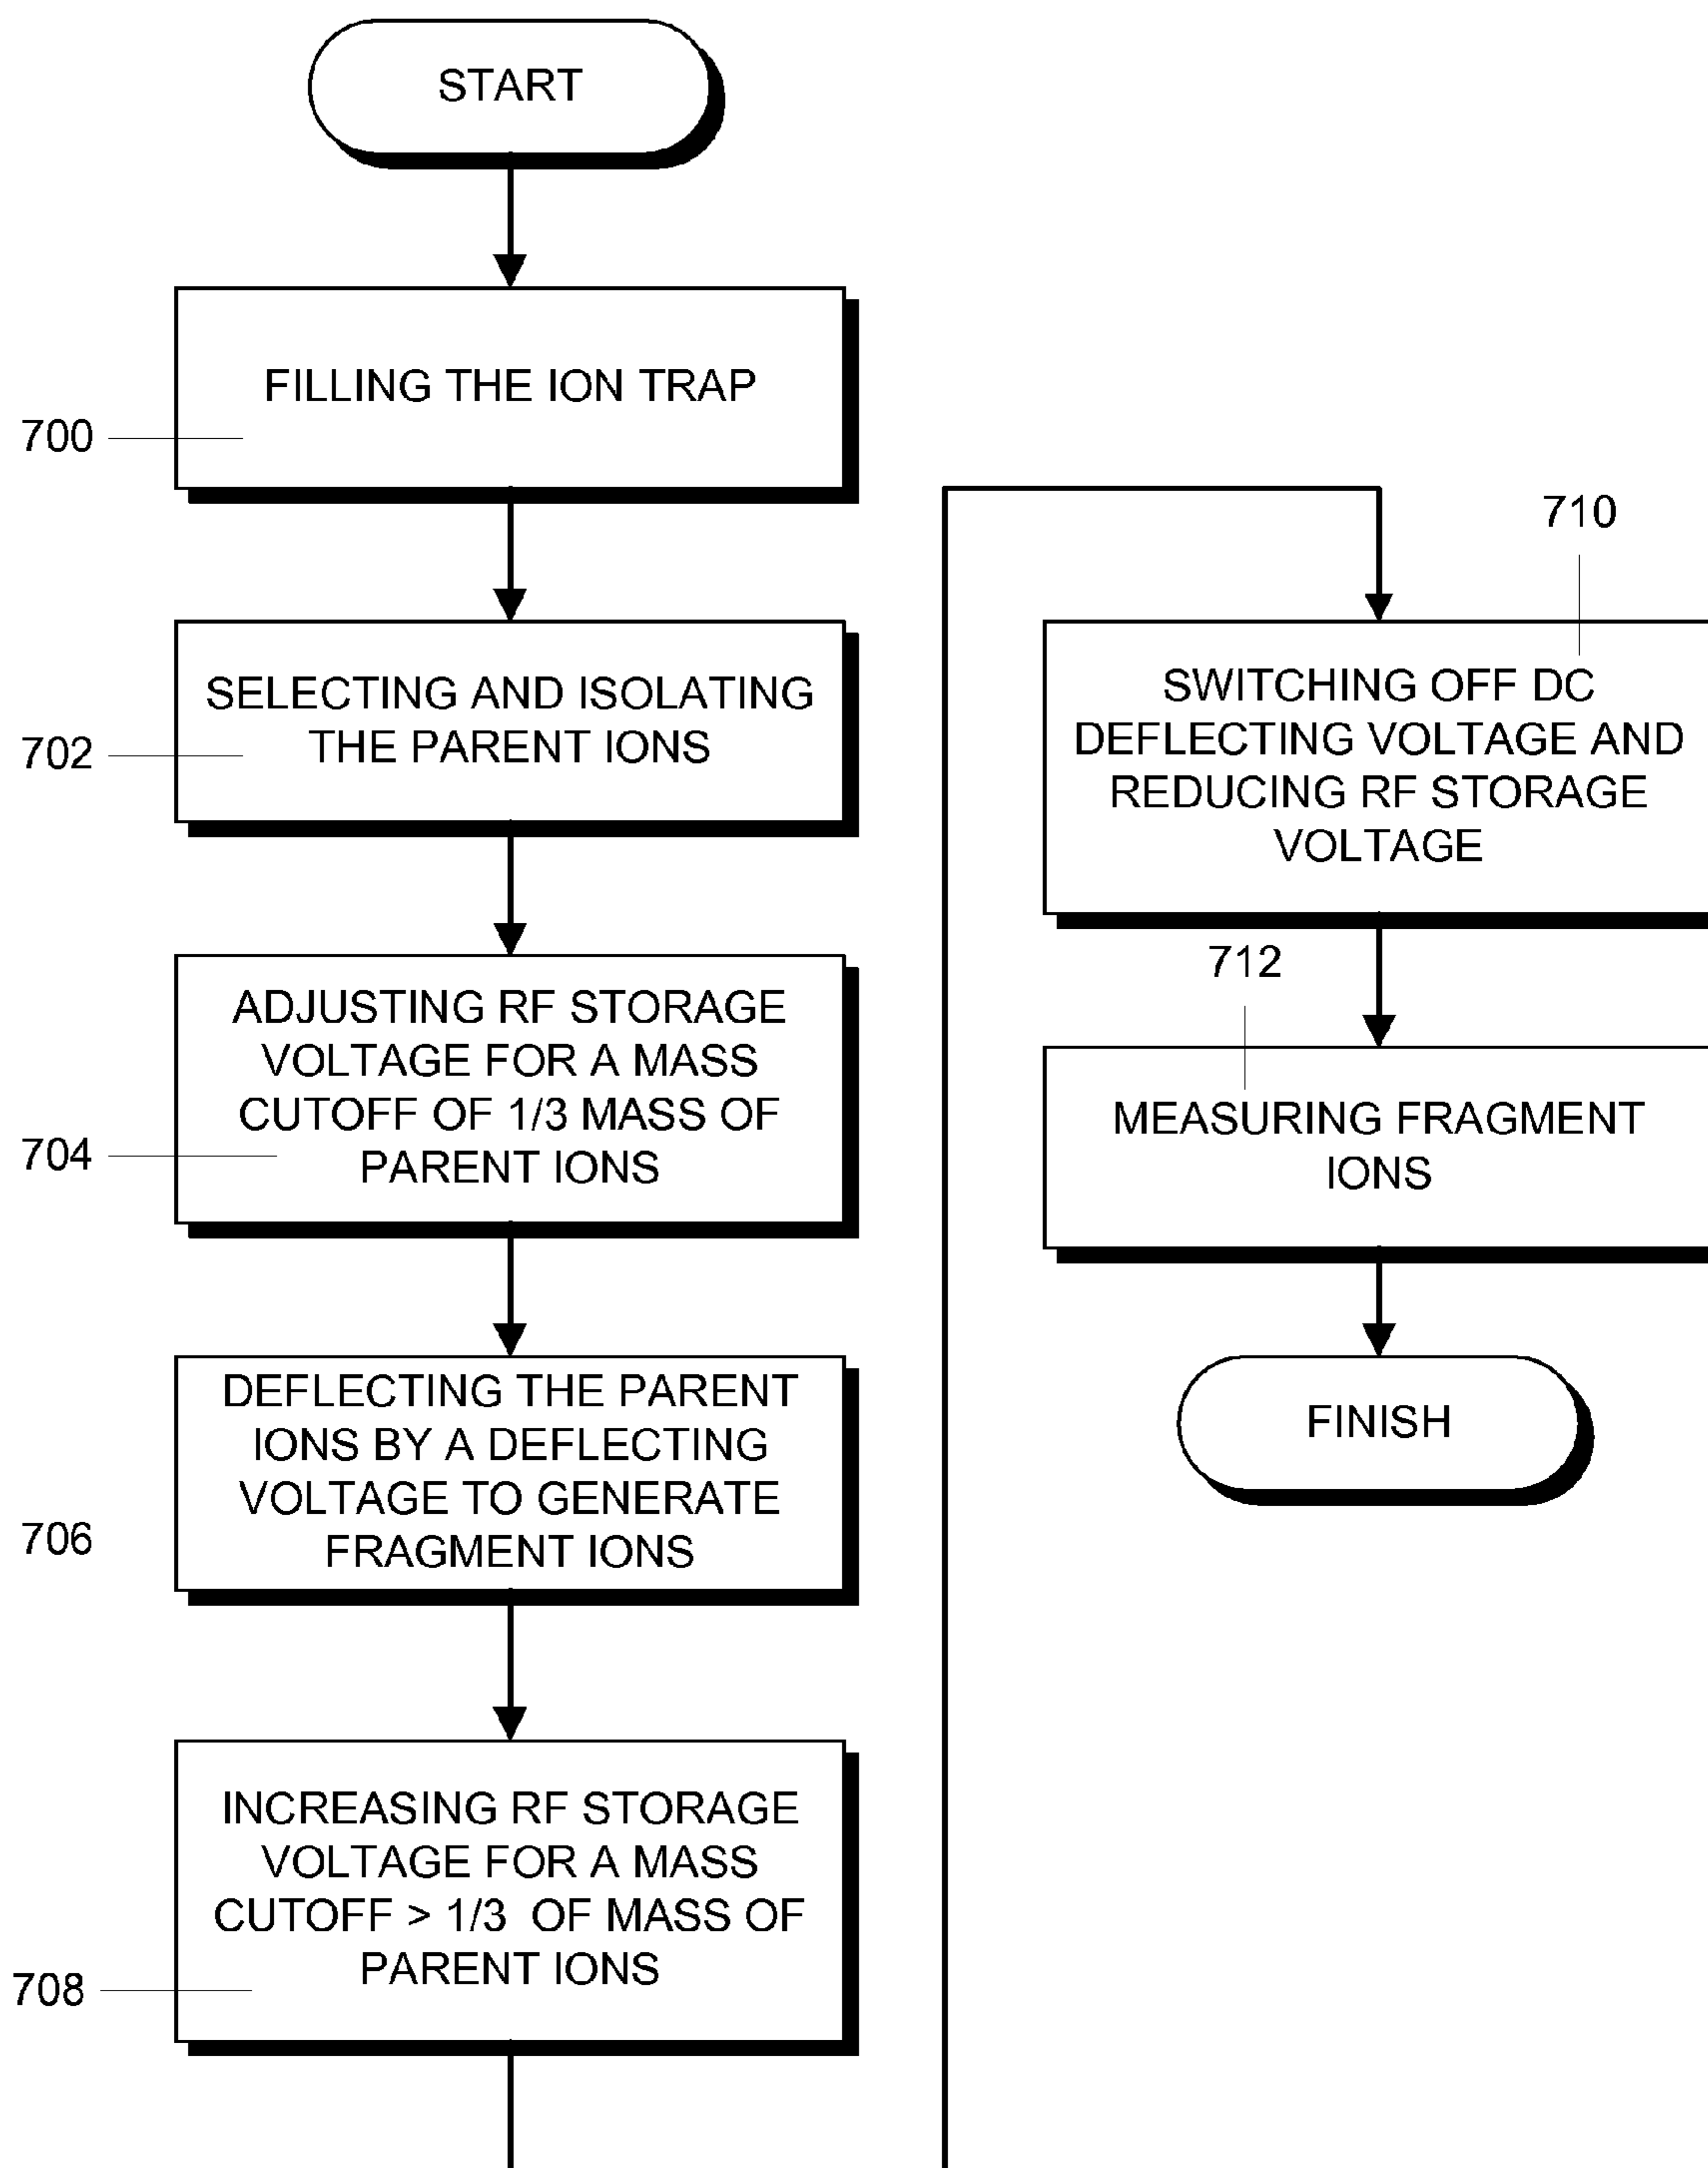 START
FILLING THE ION TRAP
700
SELECTING AND ISOLATING
THE PARENT IONS
702
ADJUSTING RF STORAGE
VOLTAGE FOR A MASS
CUTOFF OF 1/3 MASS OF
PARENT IONS
704
DEFLECTING THE PARENT
IONS BY A DEFLECTING
VOLTAGE TO GENERATE
FRAGMENT IONS
706
INCREASING RF STORAGE
VOLTAGE FOR A MASS
CUTOFF > 1/3 OF MASS OF
PARENT IONS
708
710
SWITCHING OFF DC
DEFLECTING VOLTAGE AND
REDUCING RF STORAGE
VOLTAGE
712
MEASURING FRAGMENT
IONS
FINISH